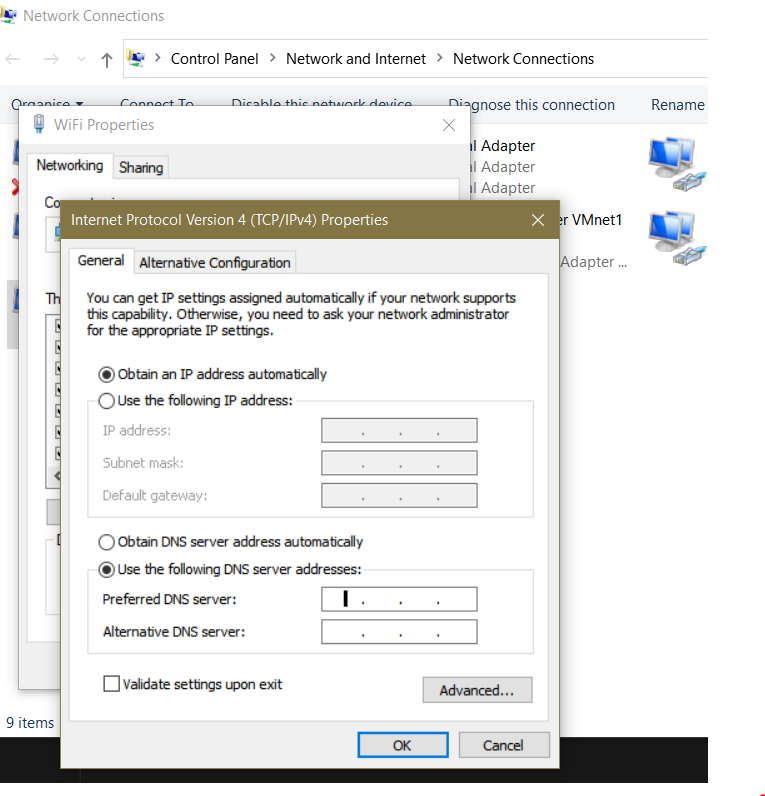 Network Connections
Control Panel > Network and Internet > Network Connections
Organise Connect To Disable this network device Diagnose this connection Rename
WiFi Properties
Networking Sharing
al Adapter
al Adapter
al Adapter
er VMnet1
Adapter ...
Internet Protocol Version 4 (TCP/IPv4) Properties
General Alternative Configuration
You can get IP settings assigned automatically if your network supports
this capability. Otherwise, you need to ask your network administrator
for the appropriate IP settings.
Obtain an IP address automatically
Use the following IP address:
IP address: . . .
Subnet mask: . . .
Default gateway: . . .
Obtain DNS server address automatically
Use the following DNS server addresses:
Preferred DNS server: . . .
Alternative DNS server: . . .
Validate settings upon exit
Advanced...
OK Cancel
9 items